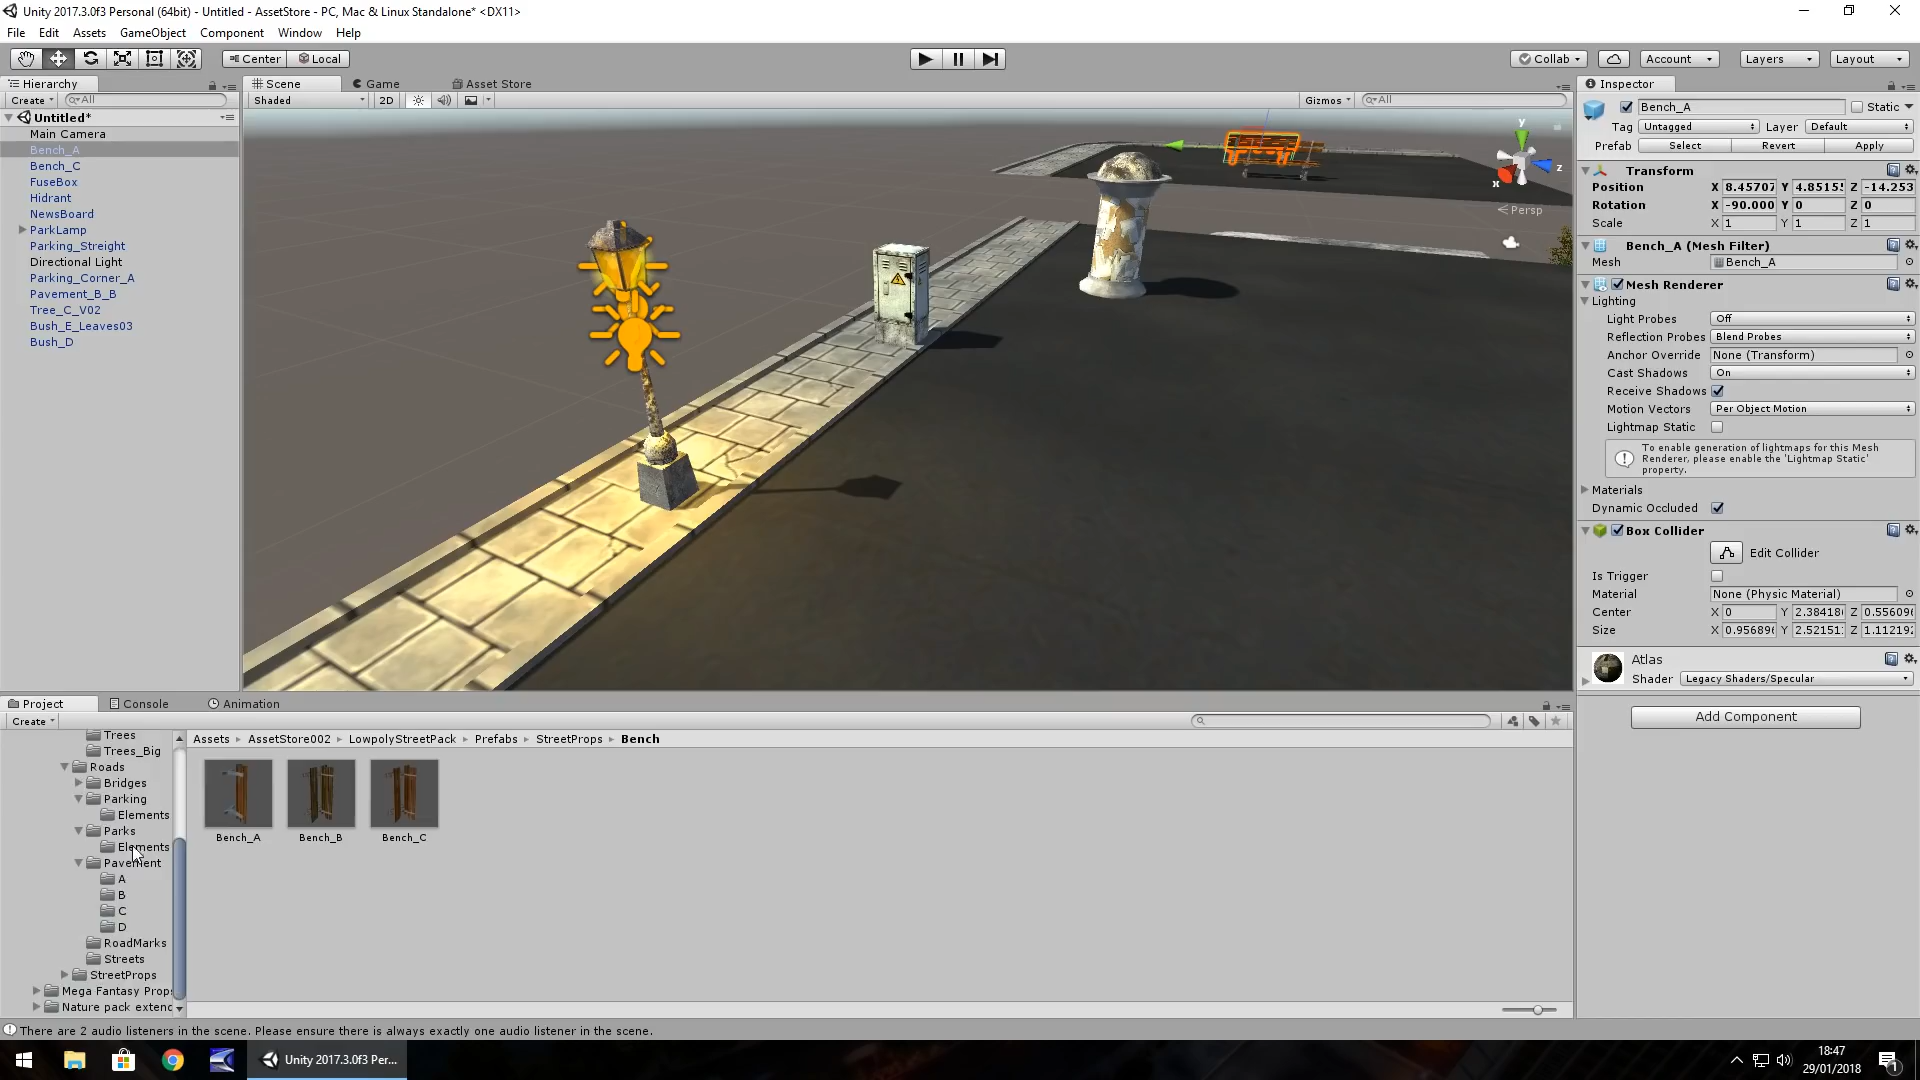 Unity 2017.3.0f3 Personal (64bit) - Untitled - AssetStore - PC, Mac & Linux Standalone* <DX11>
File Edit Assets GameObject Component Window Help
Center Local
Collab Account Layers Layout
Hierarchy
Create All
Untitled*
Main Camera
Bench_A
Bench_C
FuseBox
Hidrant
NewsBoard
ParkLamp
Parking_Streight
Directional Light
Parking_Corner_A
Pavement_B_B
Tree_C_V02
Bush_E_Leaves03
Bush_D
Scene Game Asset Store
Shaded 2D Gizmos All
y
z
x
Persp
Inspector
Bench_A Static
Tag Untagged Layer Default
Prefab Select Revert Apply
Transform
Position X 8.45707 Y 4.8515 Z -14.253
Rotation X -90.000 Y 0 Z 0
Scale X 1 Y 1 Z 1
Bench_A (Mesh Filter)
Mesh Bench_A
Mesh Renderer
Lighting
Light Probes Off
Reflection Probes Blend Probes
Anchor Override None (Transform)
Cast Shadows On
Receive Shadows
Motion Vectors Per Object Motion
Lightmap Static
To enable generation of lightmaps for this Mesh
Renderer, please enable the 'Lightmap Static'
property.
Materials
Dynamic Occluded
Box Collider
Edit Collider
Is Trigger
Material None (Physic Material)
Center X 0 Y 2.38418 Z 0.55609
Size X 0.95689 Y 2.52151 Z 1.11219
Atlas
Shader Legacy Shaders/Specular
Add Component
Project Console Animation
Create
Trees
Trees_Big
Roads
Bridges
Parking
Elements
Parks
Elements
Pavement
A
B
C
D
RoadMarks
Streets
StreetProps
Mega Fantasy Props
Nature pack extend
Assets AssetStore002 LowpolyStreetPack Prefabs StreetProps Bench
Bench_A Bench_B Bench_C
There are 2 audio listeners in the scene. Please ensure there is always exactly one audio listener in the scene.
Unity 2017.3.0f3 Per...
18:47
29/01/2018
1